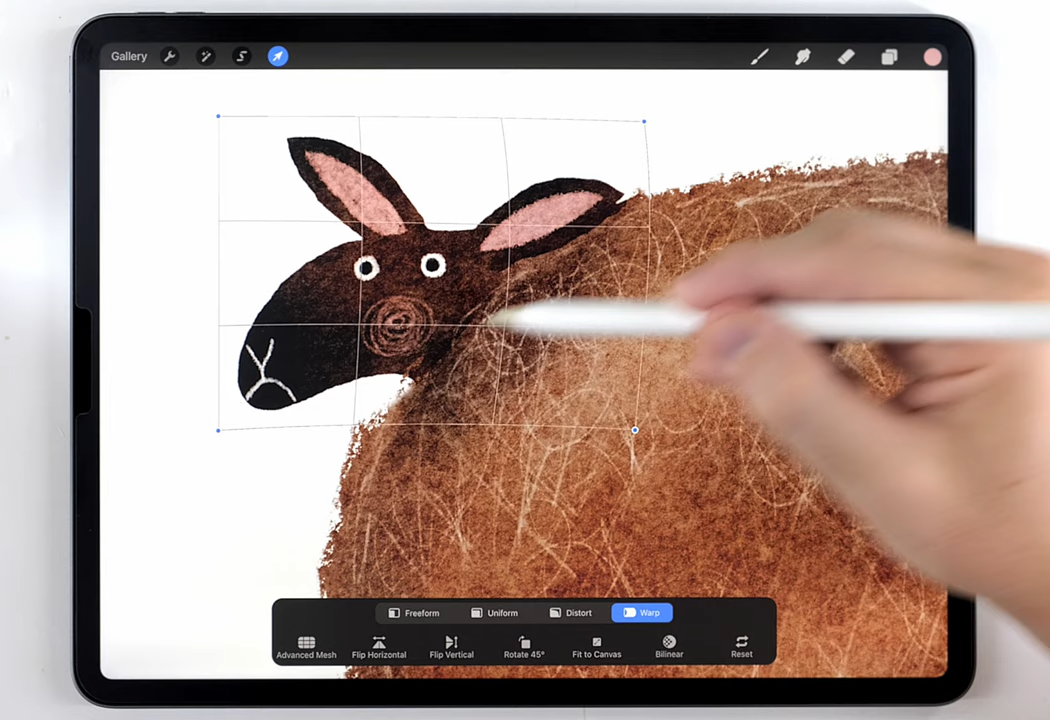 Gallery
Freeform Uniform Distort Warp
Advanced Mesh Flip Horizontal Flip Vertical Rotate 45° Fit to Canvas Bilinear Reset